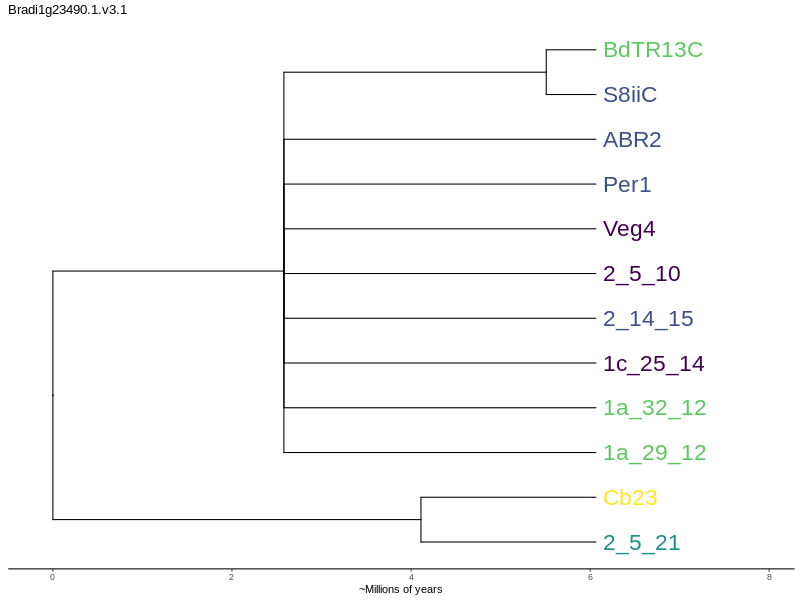 Bradi1g23490.1.v3.1
BdTR13C
S8iiC
ABR2
Per1
Veg4
2_5_10
2_14_15
1c_25_14
1a_32_12
1a_29_12
Cb23
2_5_21
0 2 4 6 8
~Millions of years